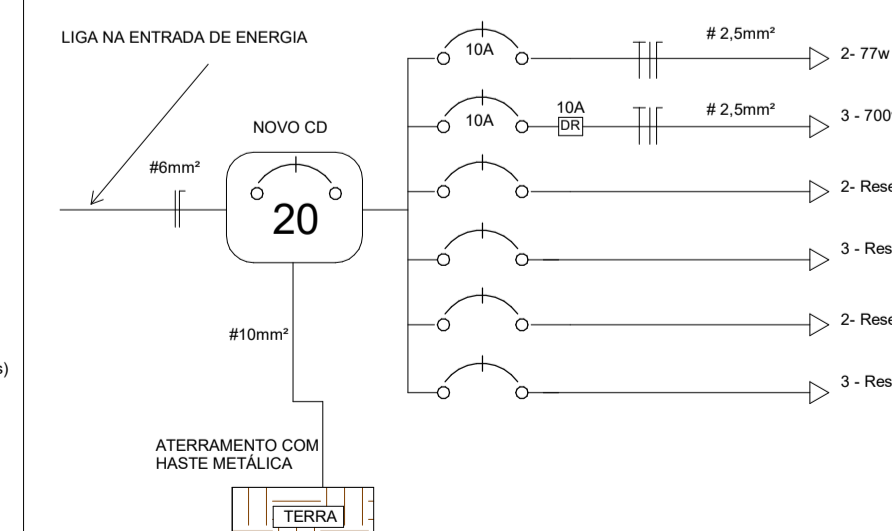 LIGA NA ENTRADA DE ENERGIA
#6mm²
NOVO CD
20
#10mm²
ATERRAMENTO COM
HASTE METÁLICA
TERRA
s)
10A
# 2,5mm²
2- 77w
10A
10A
DR
# 2,5mm²
3 - 700
2- Rese
3 - Res
2- Rese
3 - Res